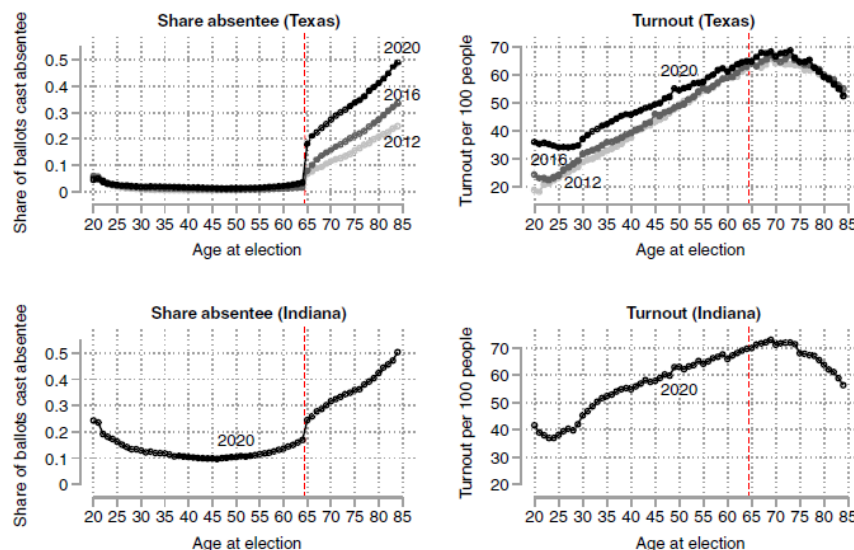 Share absentee (Texas)
Share of ballots cast absentee
0.5
0.4
0.3
0.2
0.1
0
2020
2016
2012
20 25 30 35 40 45 50 55 60 65 70 75 80 85
Age at election
Turnout (Texas)
Turnout per 100 people
70
60
50
40
30
20
2020
2016
2012
20 25 30 35 40 45 50 55 60 65 70 75 80 85
Age at election
Share absentee (Indiana)
Share of ballots cast absentee
0.5
0.4
0.3
0.2
0.1
0
2020
20 25 30 35 40 45 50 55 60 65 70 75 80 85
Age at election
Turnout (Indiana)
Turnout per 100 people
70
60
50
40
30
20
2020
20 25 30 35 40 45 50 55 60 65 70 75 80 85
Age at election